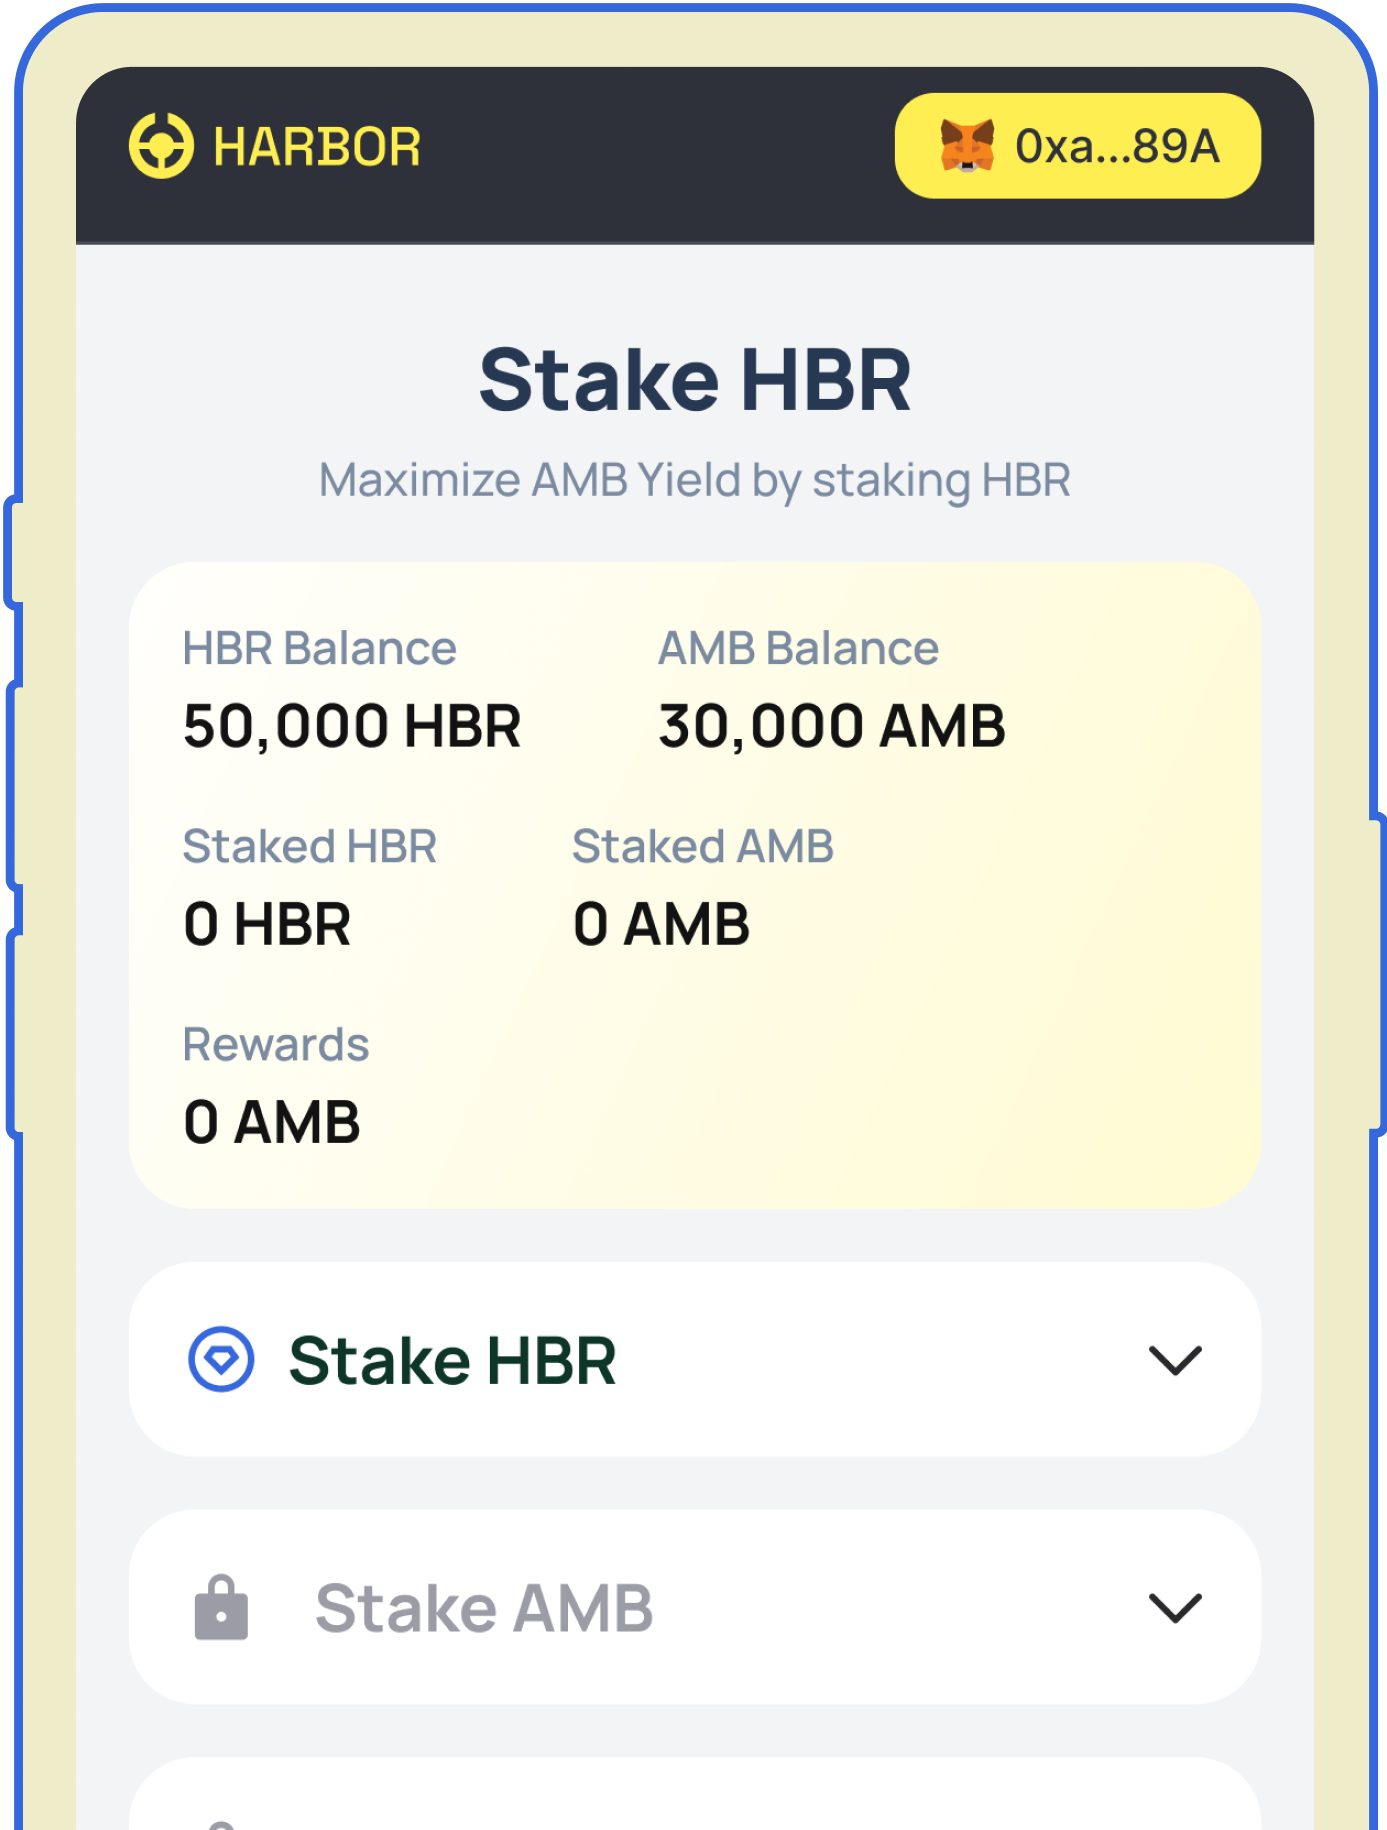 HARBOR
0xa...89A
Stake HBR
Maximize AMB Yield by staking HBR
HBR Balance
AMB Balance
50,000 HBR
30,000 AMB
Staked HBR
Staked AMB
0 HBR
0 AMB
Rewards
0 AMB
Stake HBR
Stake AMB